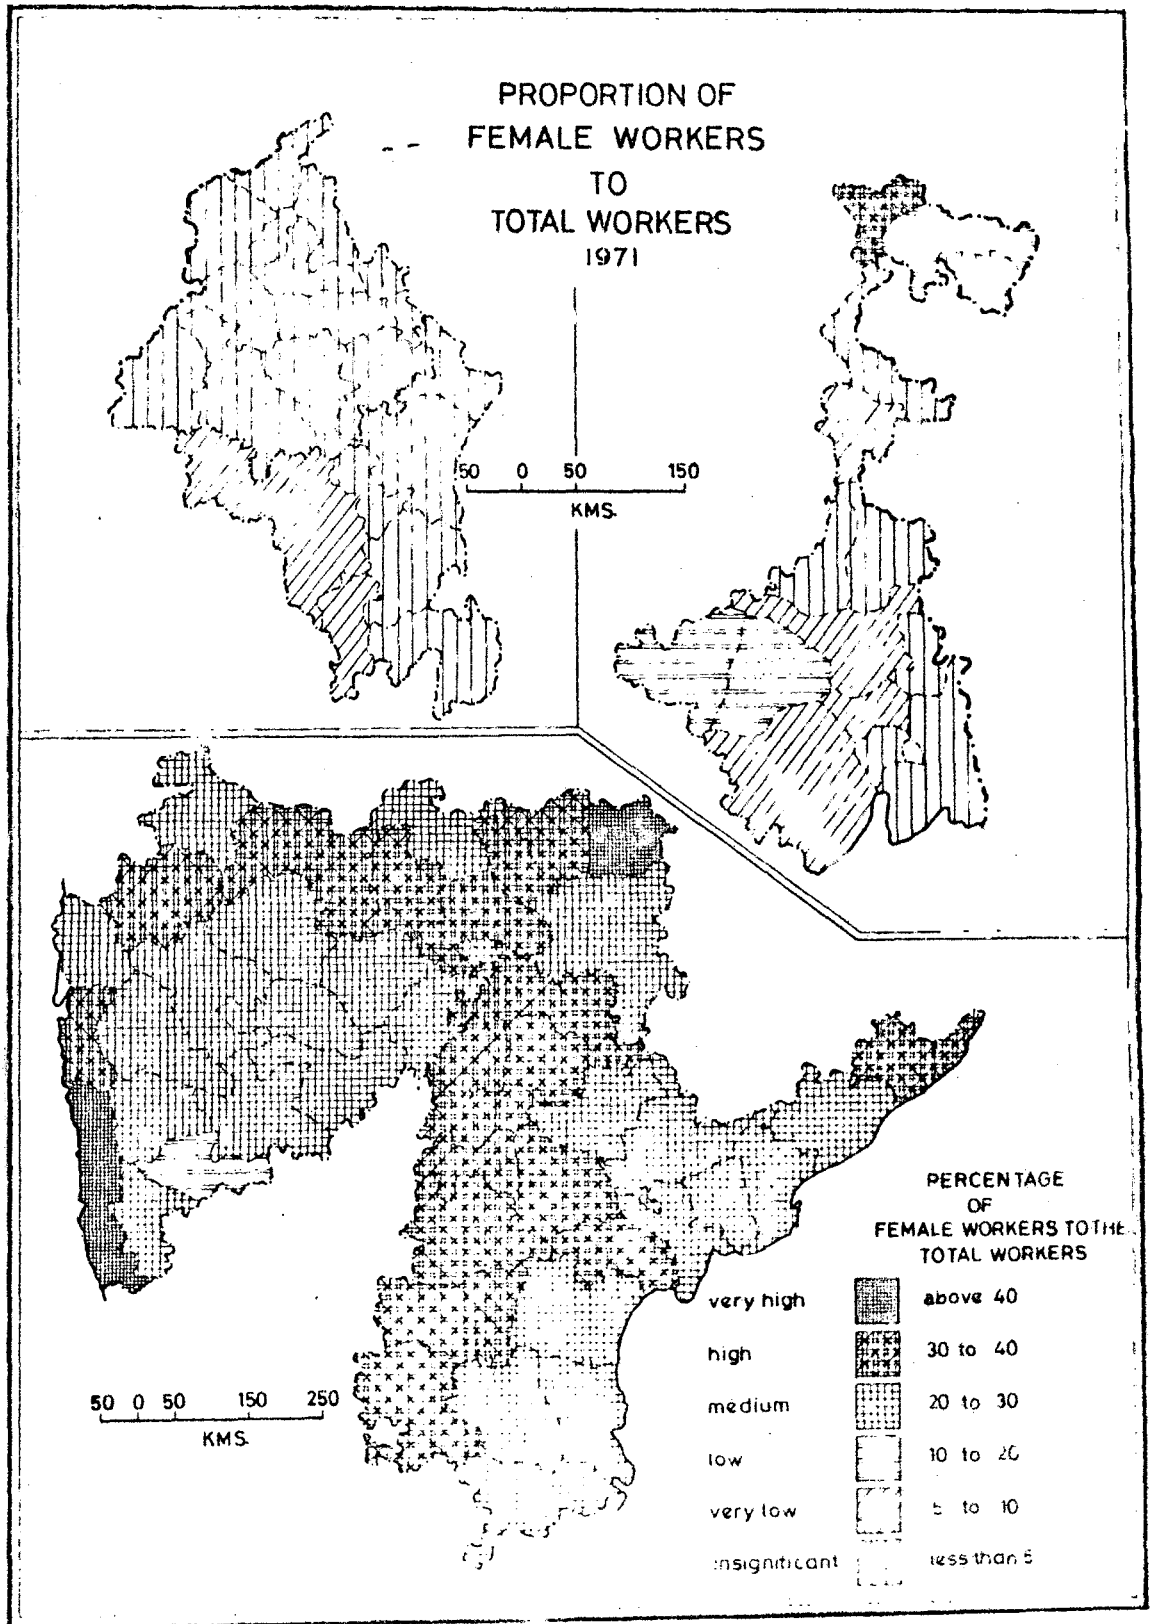 PROPORTION OF
FEMALE WORKERS
TO
TOTAL WORKERS
1971
50 0 50 150
KMS.
PERCENTAGE
OF
FEMALE WORKERS TO THE
TOTAL WORKERS
very high above 40
high 30 to 40
medium 20 to 30
low 10 to 20
very low 5 to 10
insignificant less than 5
50 0 50 150 250
KMS.